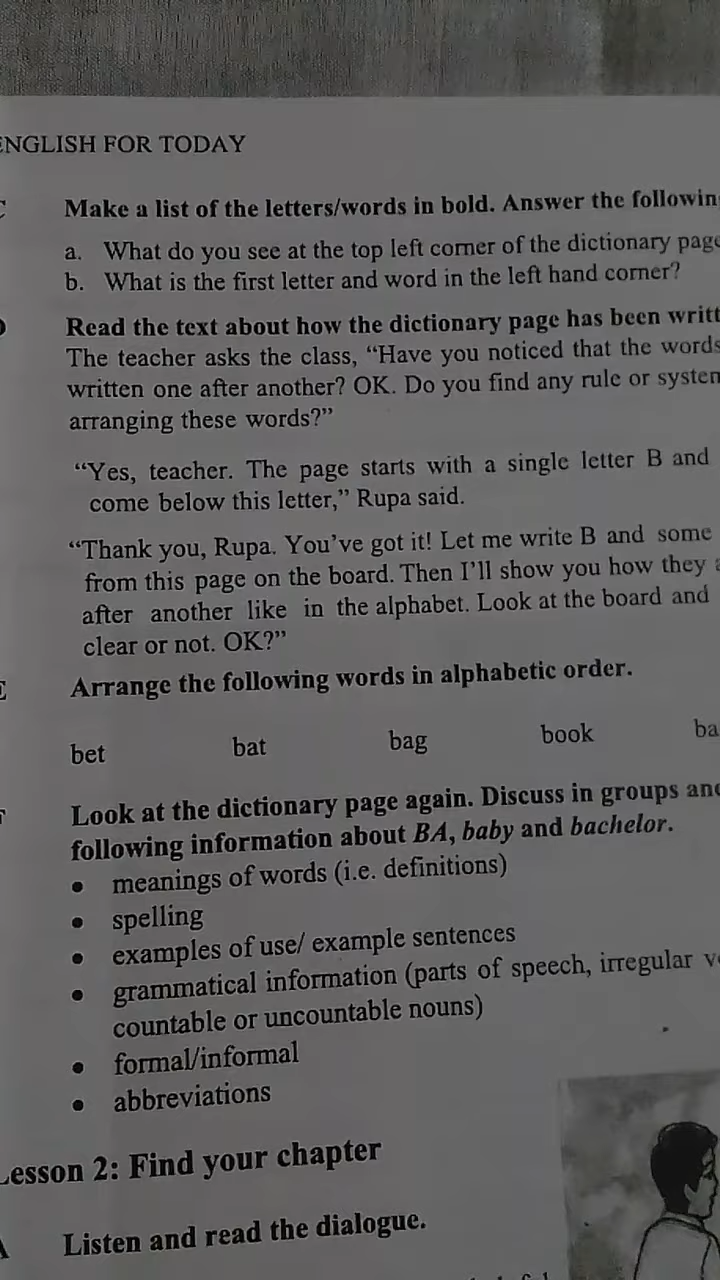 ENGLISH FOR TODAY
Make a list of the letters/words in bold. Answer the
a. What do you see at the top left corner of the dictionary
b. What is the first letter and word in the left hand corner?
Read the text about how the dictionary page has been
The teacher asks the class, “Have you noticed that the words
written one after another? OK. Do you find any rule or
arranging these words?”
“Yes, teacher. The page starts with a single letter B and
come below this letter,” Rupa said.
“Thank you, Rupa. You’ve got it! Let me write B and some
from this page on the board. Then I’ll show you how they
after another like in the alphabet. Look at the board and
clear or not. OK?”
E Arrange the following words in alphabetic order.
bet bat bag book
Look at the dictionary page again. Discuss in groups
following information about BA, baby and bachelor.
• meanings of words (i.e. definitions)
• spelling
• examples of use/ example sentences
• grammatical information (parts of speech, irregular
countable or uncountable nouns)
• formal/informal
• abbreviations
Lesson 2: Find your chapter
Listen and read the dialogue.